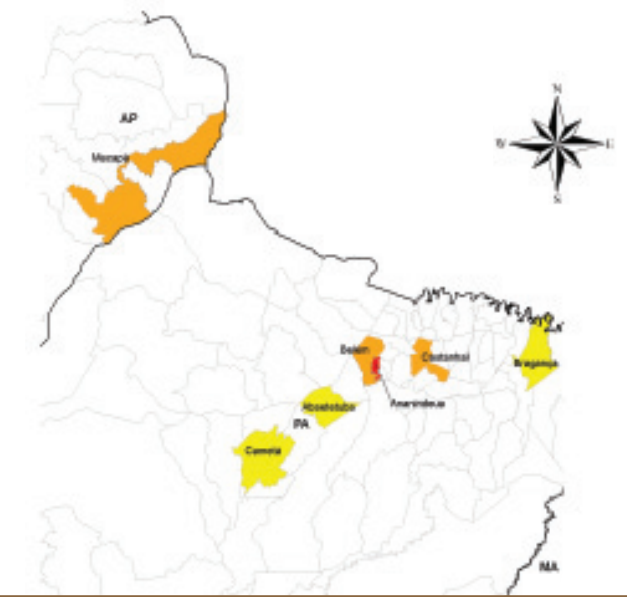 N
AP
W
E
Macapá
S
Belém
Castanhal
Bragança
Abaetetuba
Ananindeua
PA
Cametá
MA